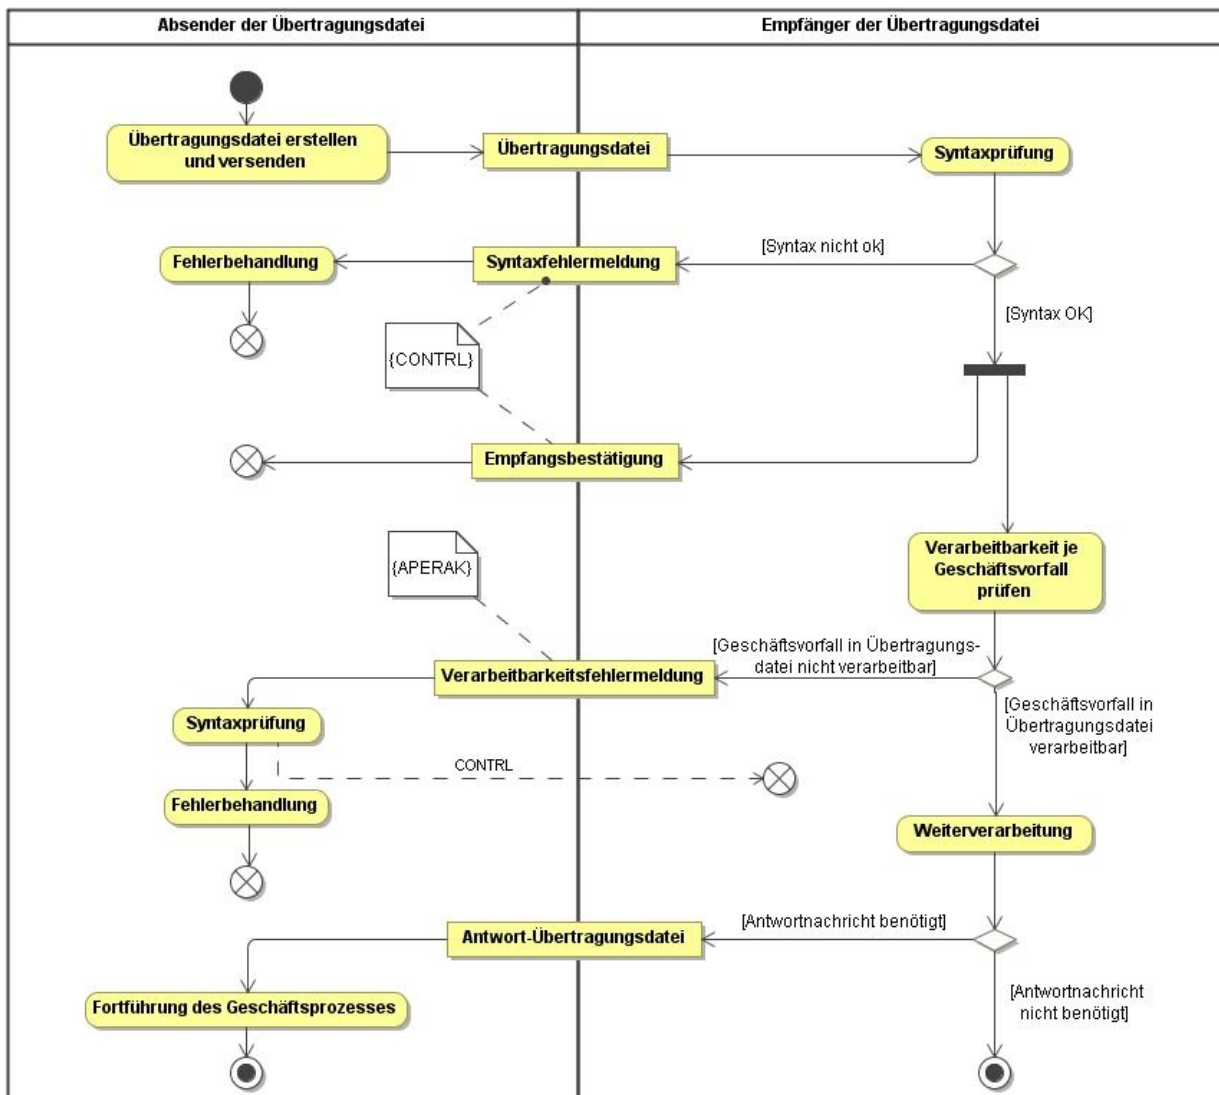 Absender der Übertragungsdatei
Empfänger der Übertragungsdatei
Übertragungsdatei erstellen
und versenden
Übertragungsdatei
Syntaxprüfung
[Syntax nicht ok]
Syntaxfehlermeldung
Fehlerbehandlung
[Syntax OK]
{CONTRL}
Empfangsbestätigung
{APERAK}
Verarbeitbarkeit je
Geschäftsvorfall
prüfen
[Geschäftsvorfall in Übertragungs-
datei nicht verarbeitbar]
Verarbeitbarkeitsfehlermeldung
[Geschäftsvorfall in
Übertragungsdatei
verarbeitbar]
Syntaxprüfung
CONTRL
Fehlerbehandlung
Weiterverarbeitung
[Antwortnachricht benötigt]
Antwort-Übertragungsdatei
Fortführung des Geschäftsprozesses
[Antwortnachricht
nicht benötigt]